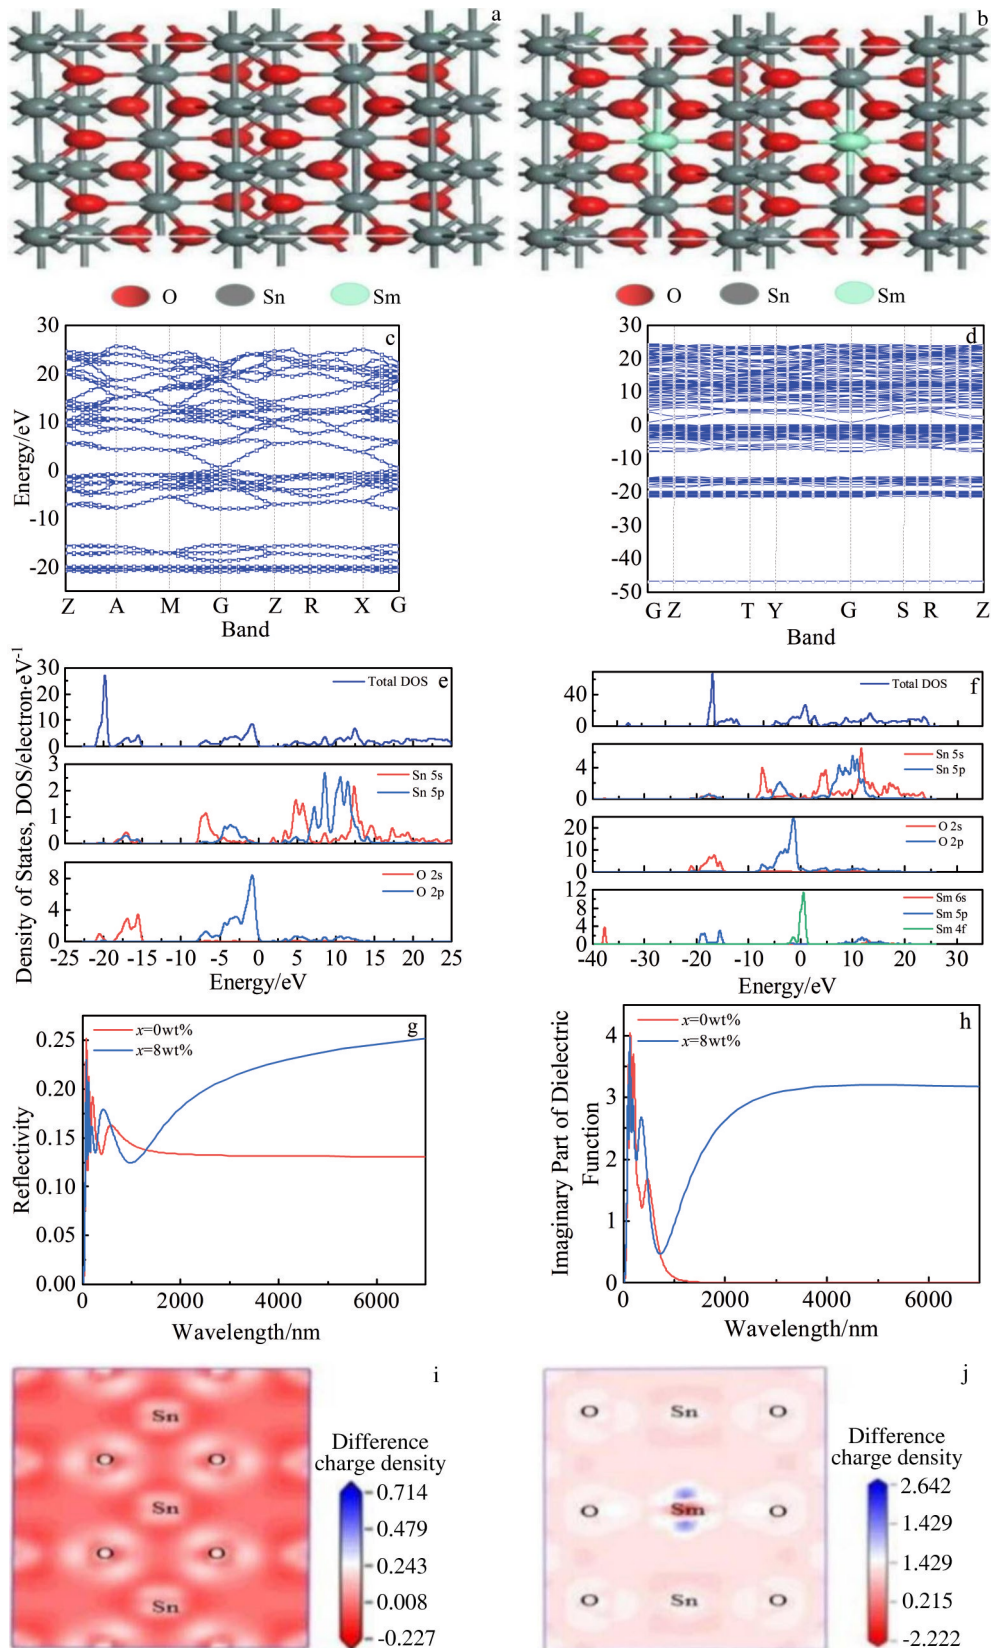 a
b
O Sn Sm
O Sn Sm
c
30
20
10
0
-10
-20
Energy/eV
Z A M G Z R X G
Band
d
30
20
10
0
-10
-20
-30
-40
-50
G Z T Y G S R Z
Band
e
Density of States, DOS/electron·eV⁻¹
30
20
10
0
Total DOS
3
2
1
0
Sn 5s
Sn 5p
8
4
0
O 2s
O 2p
-25 -20 -15 -10 -5 0 5 10 15 20 25
Energy/eV
f
40
0
Total DOS
6
4
2
0
Sn 5s
Sn 5p
20
10
0
O 2s
O 2p
12
8
4
0
Sm 6s
Sm 5p
Sm 4f
-40 -30 -20 -10 0 10 20 30
Energy/eV
g
Reflectivity
0.25
0.20
0.15
0.10
0.05
0.00
x=0wt%
x=8wt%
0 2000 4000 6000
Wavelength/nm
h
Imaginary Part of Dielectric
Function
4
3
2
1
0
x=0wt%
x=8wt%
0 2000 4000 6000
Wavelength/nm
i
Sn
O O
Sn
O O
Sn
Difference
charge density
0.714
0.479
0.243
0.008
-0.227
j
O Sn O
O Sm O
O Sn O
Difference
charge density
2.642
1.429
1.429
0.215
-2.222